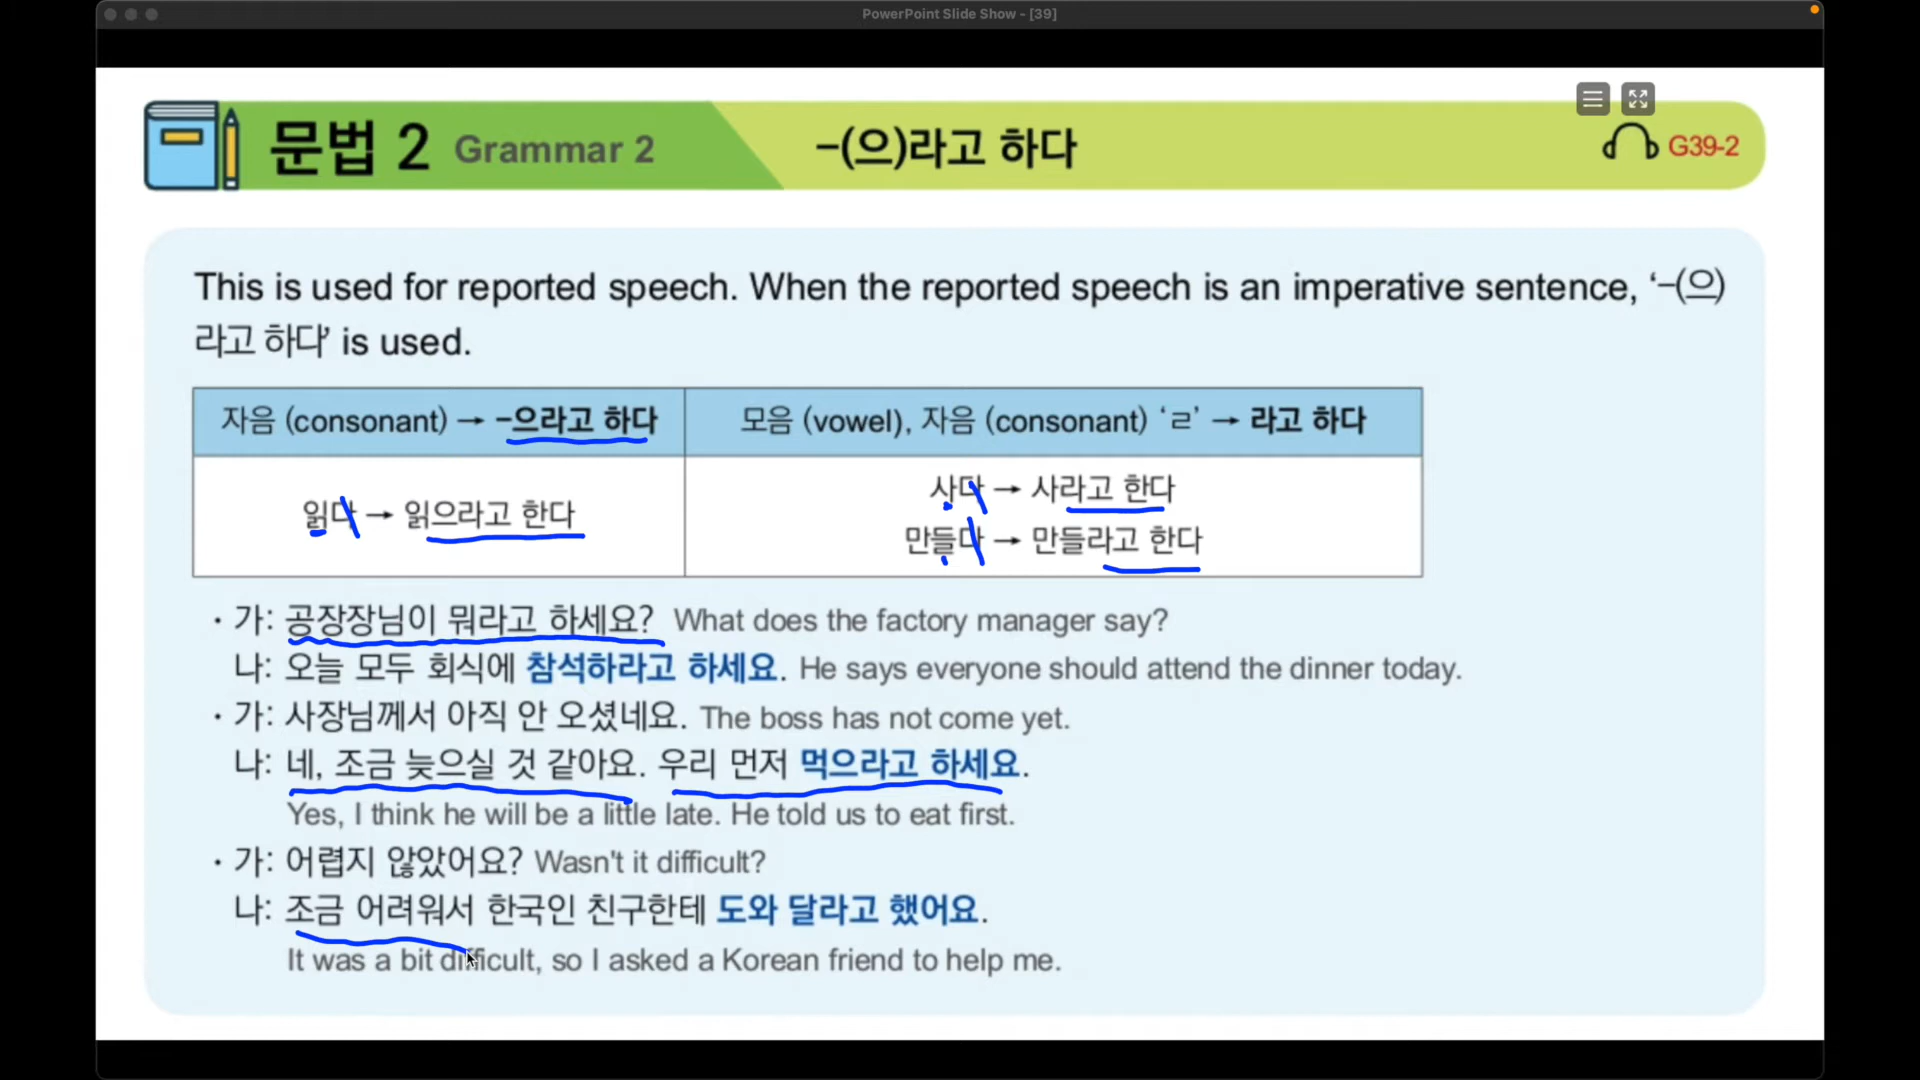 PowerPoint Slide Show - [39]
문법 2 Grammar 2 -(으)라고 하다 G39-2
This is used for reported speech. When the reported speech is an imperative sentence, ‘-(으)
라고 하다’ is used.
자음 (consonant) → -으라고 하다
모음 (vowel), 자음 (consonant) ‘ㄹ’ → 라고 하다
읽다 → 읽으라고 한다
사다 → 사라고 한다
만들다 → 만들라고 한다
· 가: 공장장님이 뭐라고 하세요? What does the factory manager say?
나: 오늘 모두 회식에 참석하라고 하세요. He says everyone should attend the dinner today.
· 가: 사장님께서 아직 안 오셨네요. The boss has not come yet.
나: 네, 조금 늦으실 것 같아요. 우리 먼저 먹으라고 하세요.
Yes, I think he will be a little late. He told us to eat first.
· 가: 어렵지 않았어요? Wasn't it difficult?
나: 조금 어려워서 한국인 친구한테 도와 달라고 했어요.
It was a bit difficult, so I asked a Korean friend to help me.